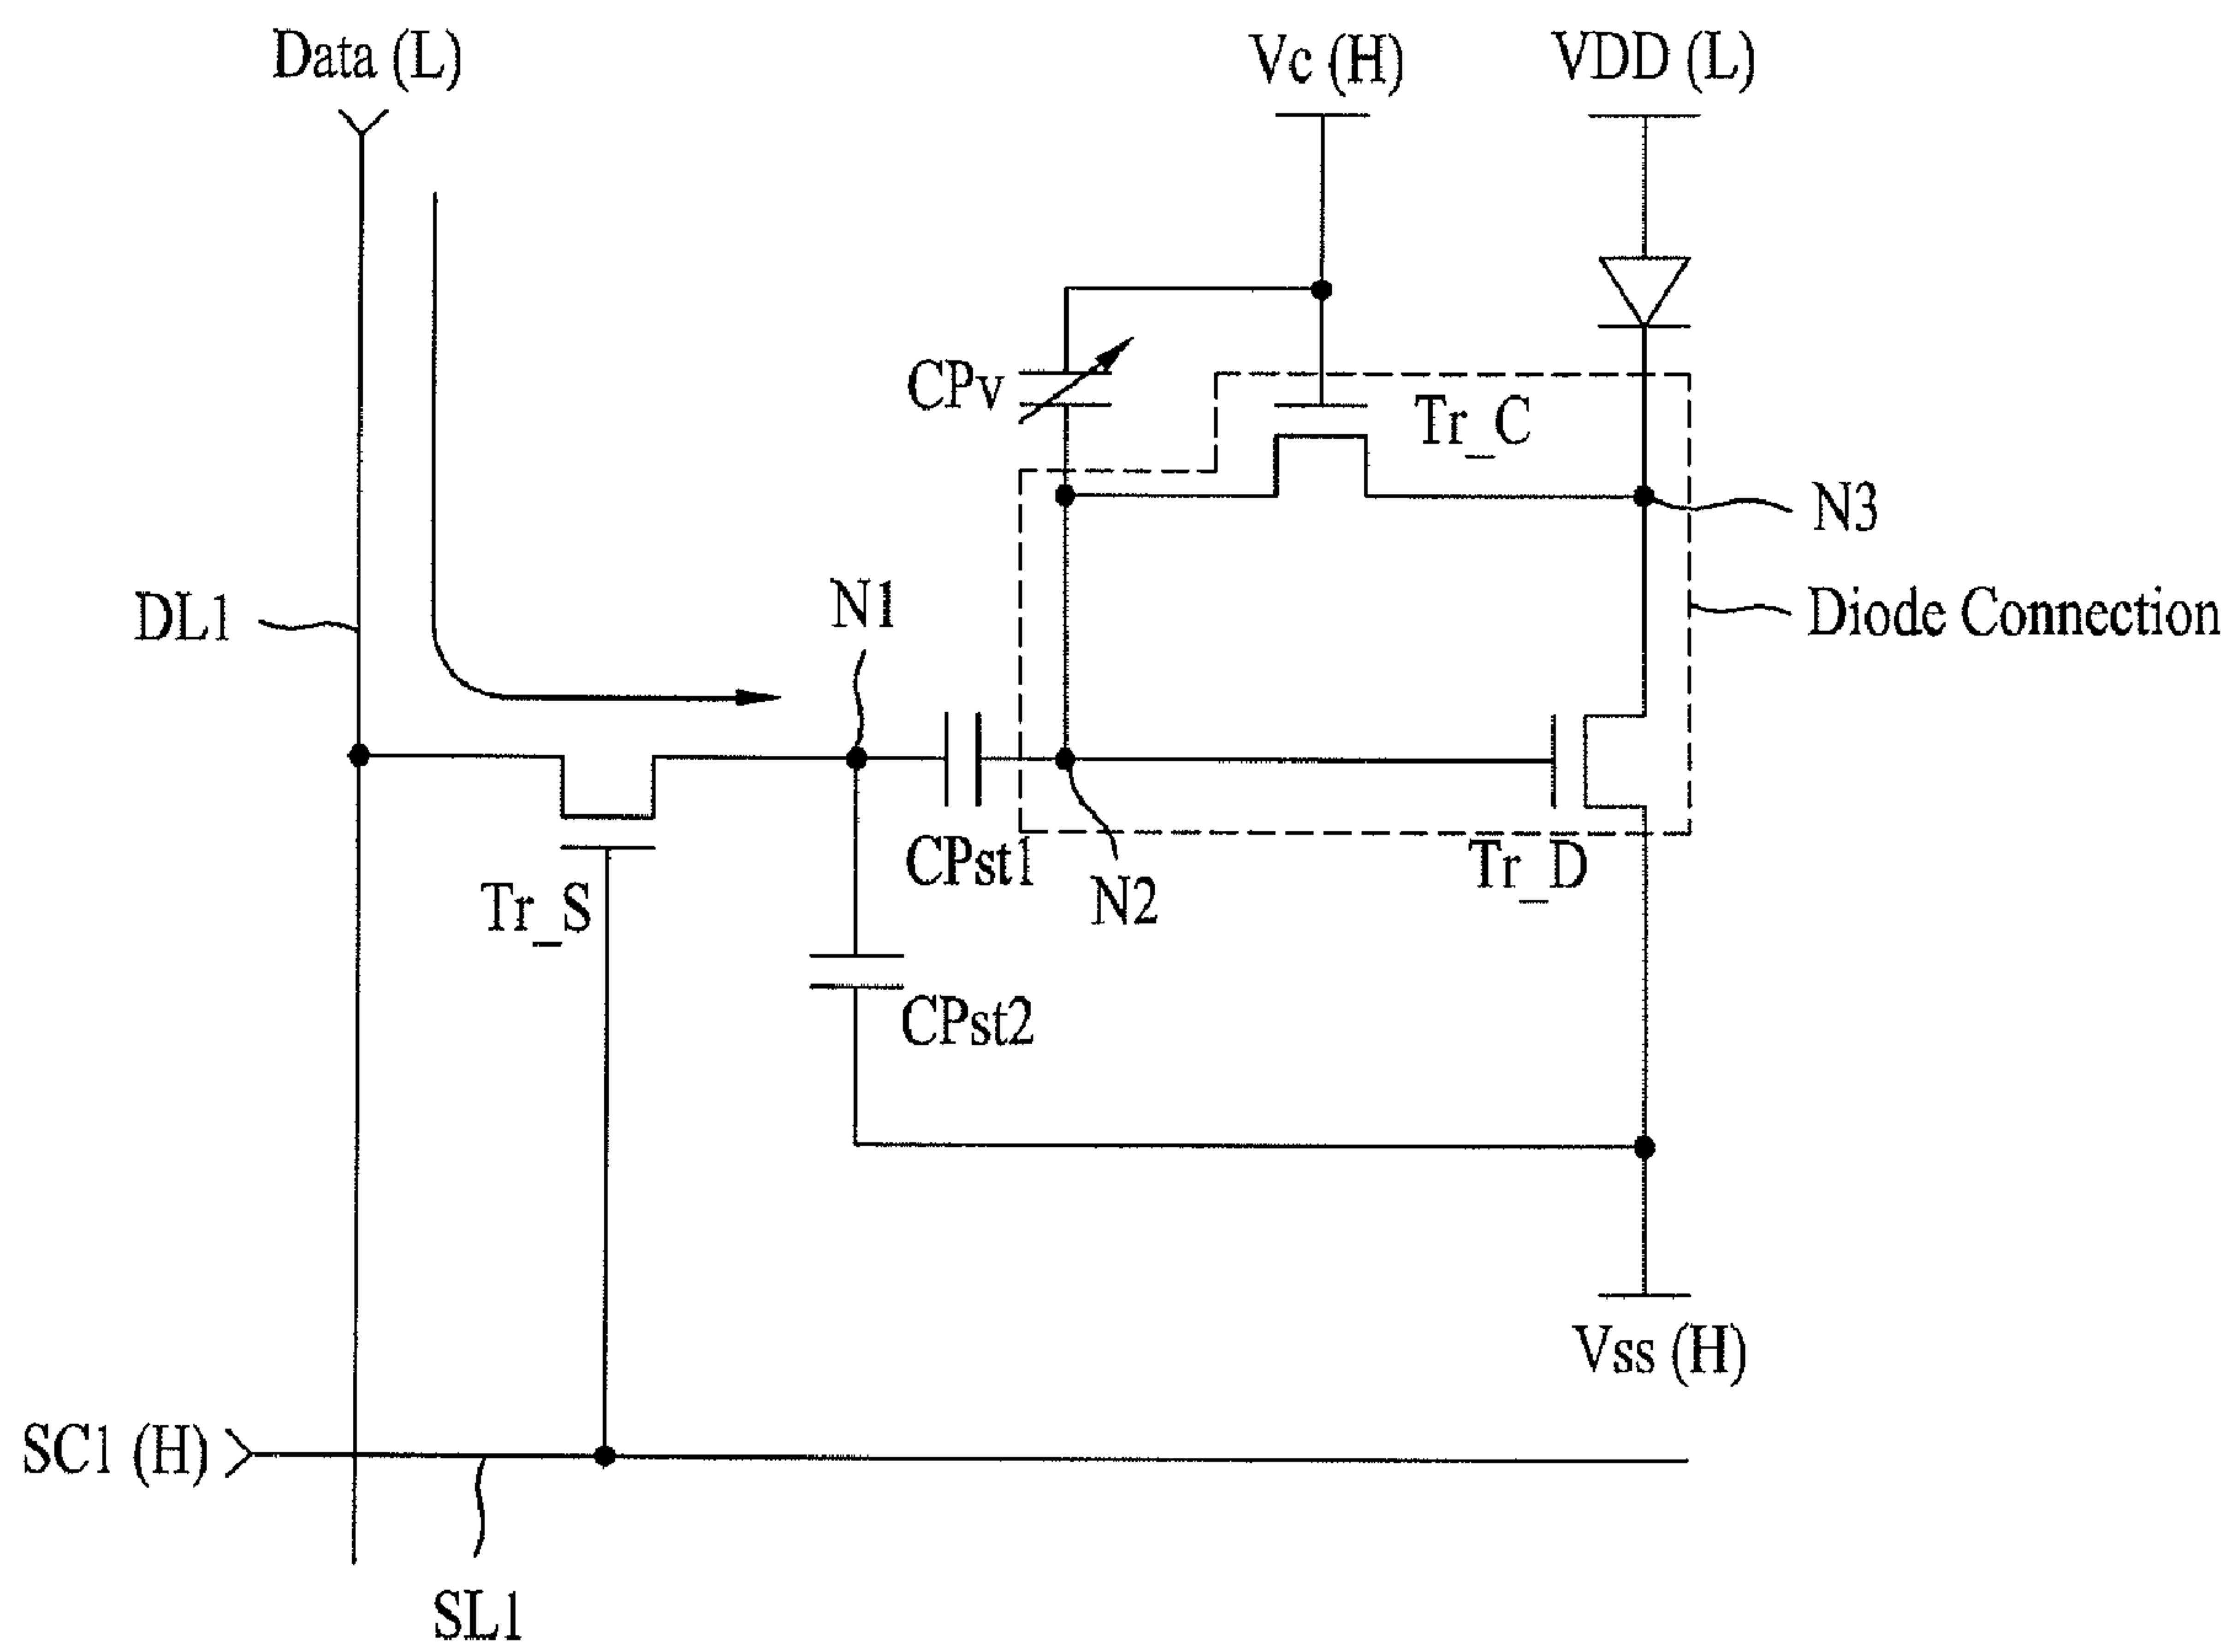 Data (L)
Vc (H)
VDD (L)
CPv
Tr_C
N3
DL1
N1
Diode Connection
CPst1
Tr_D
N2
Tr_S
CPst2
Vss (H)
SC1 (H)
SL1